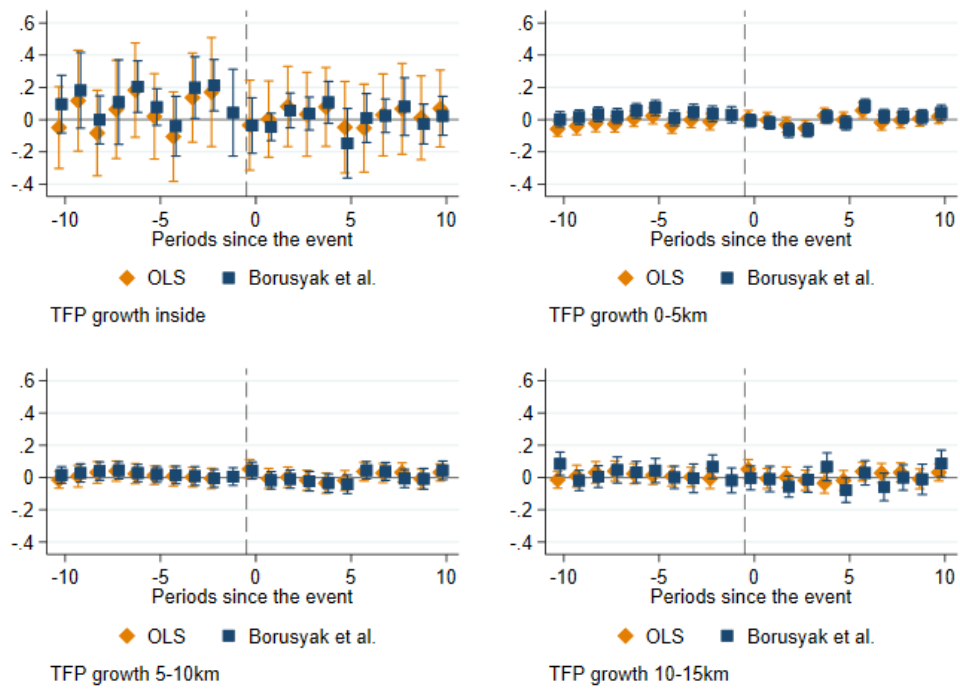 .6
.4
.2
0
-.2
-.4
-10 -5 0 5 10
Periods since the event
OLS Borusyak et al.
TFP growth inside
.6
.4
.2
0
-.2
-.4
-10 -5 0 5 10
Periods since the event
OLS Borusyak et al.
TFP growth 0-5km
.6
.4
.2
0
-.2
-.4
-10 -5 0 5 10
Periods since the event
OLS Borusyak et al.
TFP growth 5-10km
.6
.4
.2
0
-.2
-.4
-10 -5 0 5 10
Periods since the event
OLS Borusyak et al.
TFP growth 10-15km